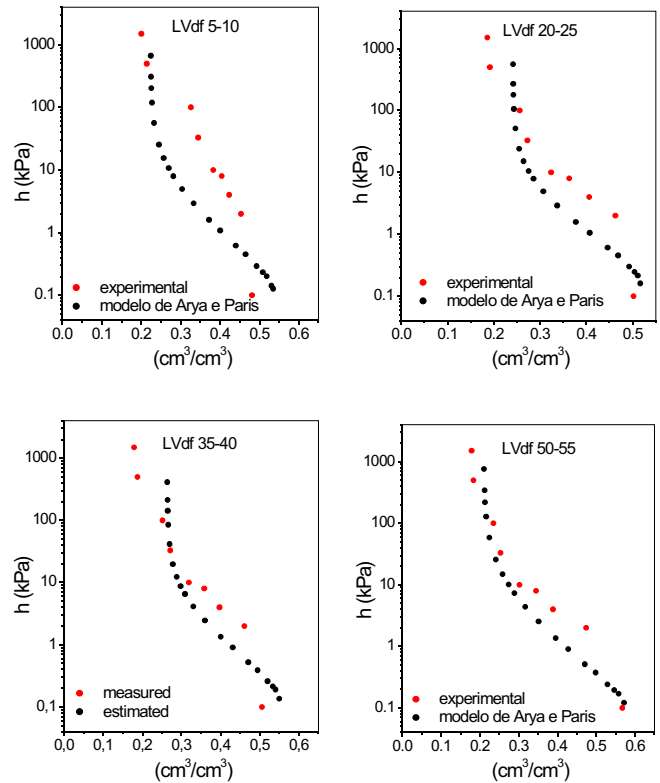 LVdf 5-10
1000
100
10
1
0.1
h (kPa)
experimental
modelo de Arya e Paris
0.0 0.1 0.2 0.3 0.4 0.5 0.6
(cm³/cm³)
LVdf 20-25
1000
100
10
1
0.1
h (kPa)
experimental
modelo de Arya e Paris
0.0 0.1 0.2 0.3 0.4 0.5
(cm³/cm³)
LVdf 35-40
1000
100
10
1
0.1
h (kPa)
measured
estimated
0,0 0,1 0,2 0,3 0,4 0,5 0,6
(cm³/cm³)
LVdf 50-55
1000
100
10
1
0.1
h (kPa)
experimental
modelo de Arya e Paris
0.0 0.1 0.2 0.3 0.4 0.5 0.6
(cm³/cm³)